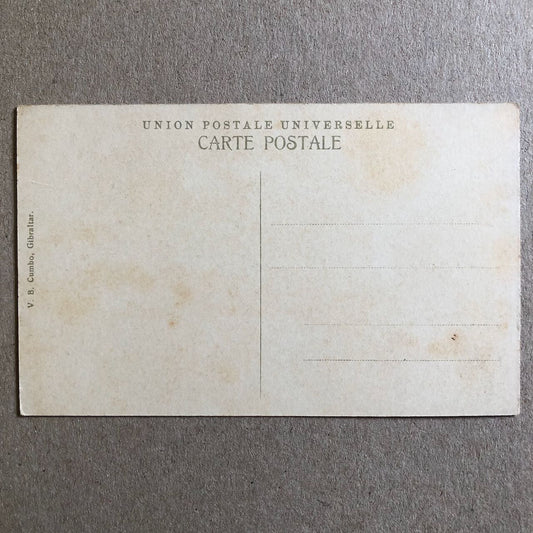 UNION POSTALE UNIVERSELLE
CARTE POSTALE
V. B. Cumbo, Gibraltar.